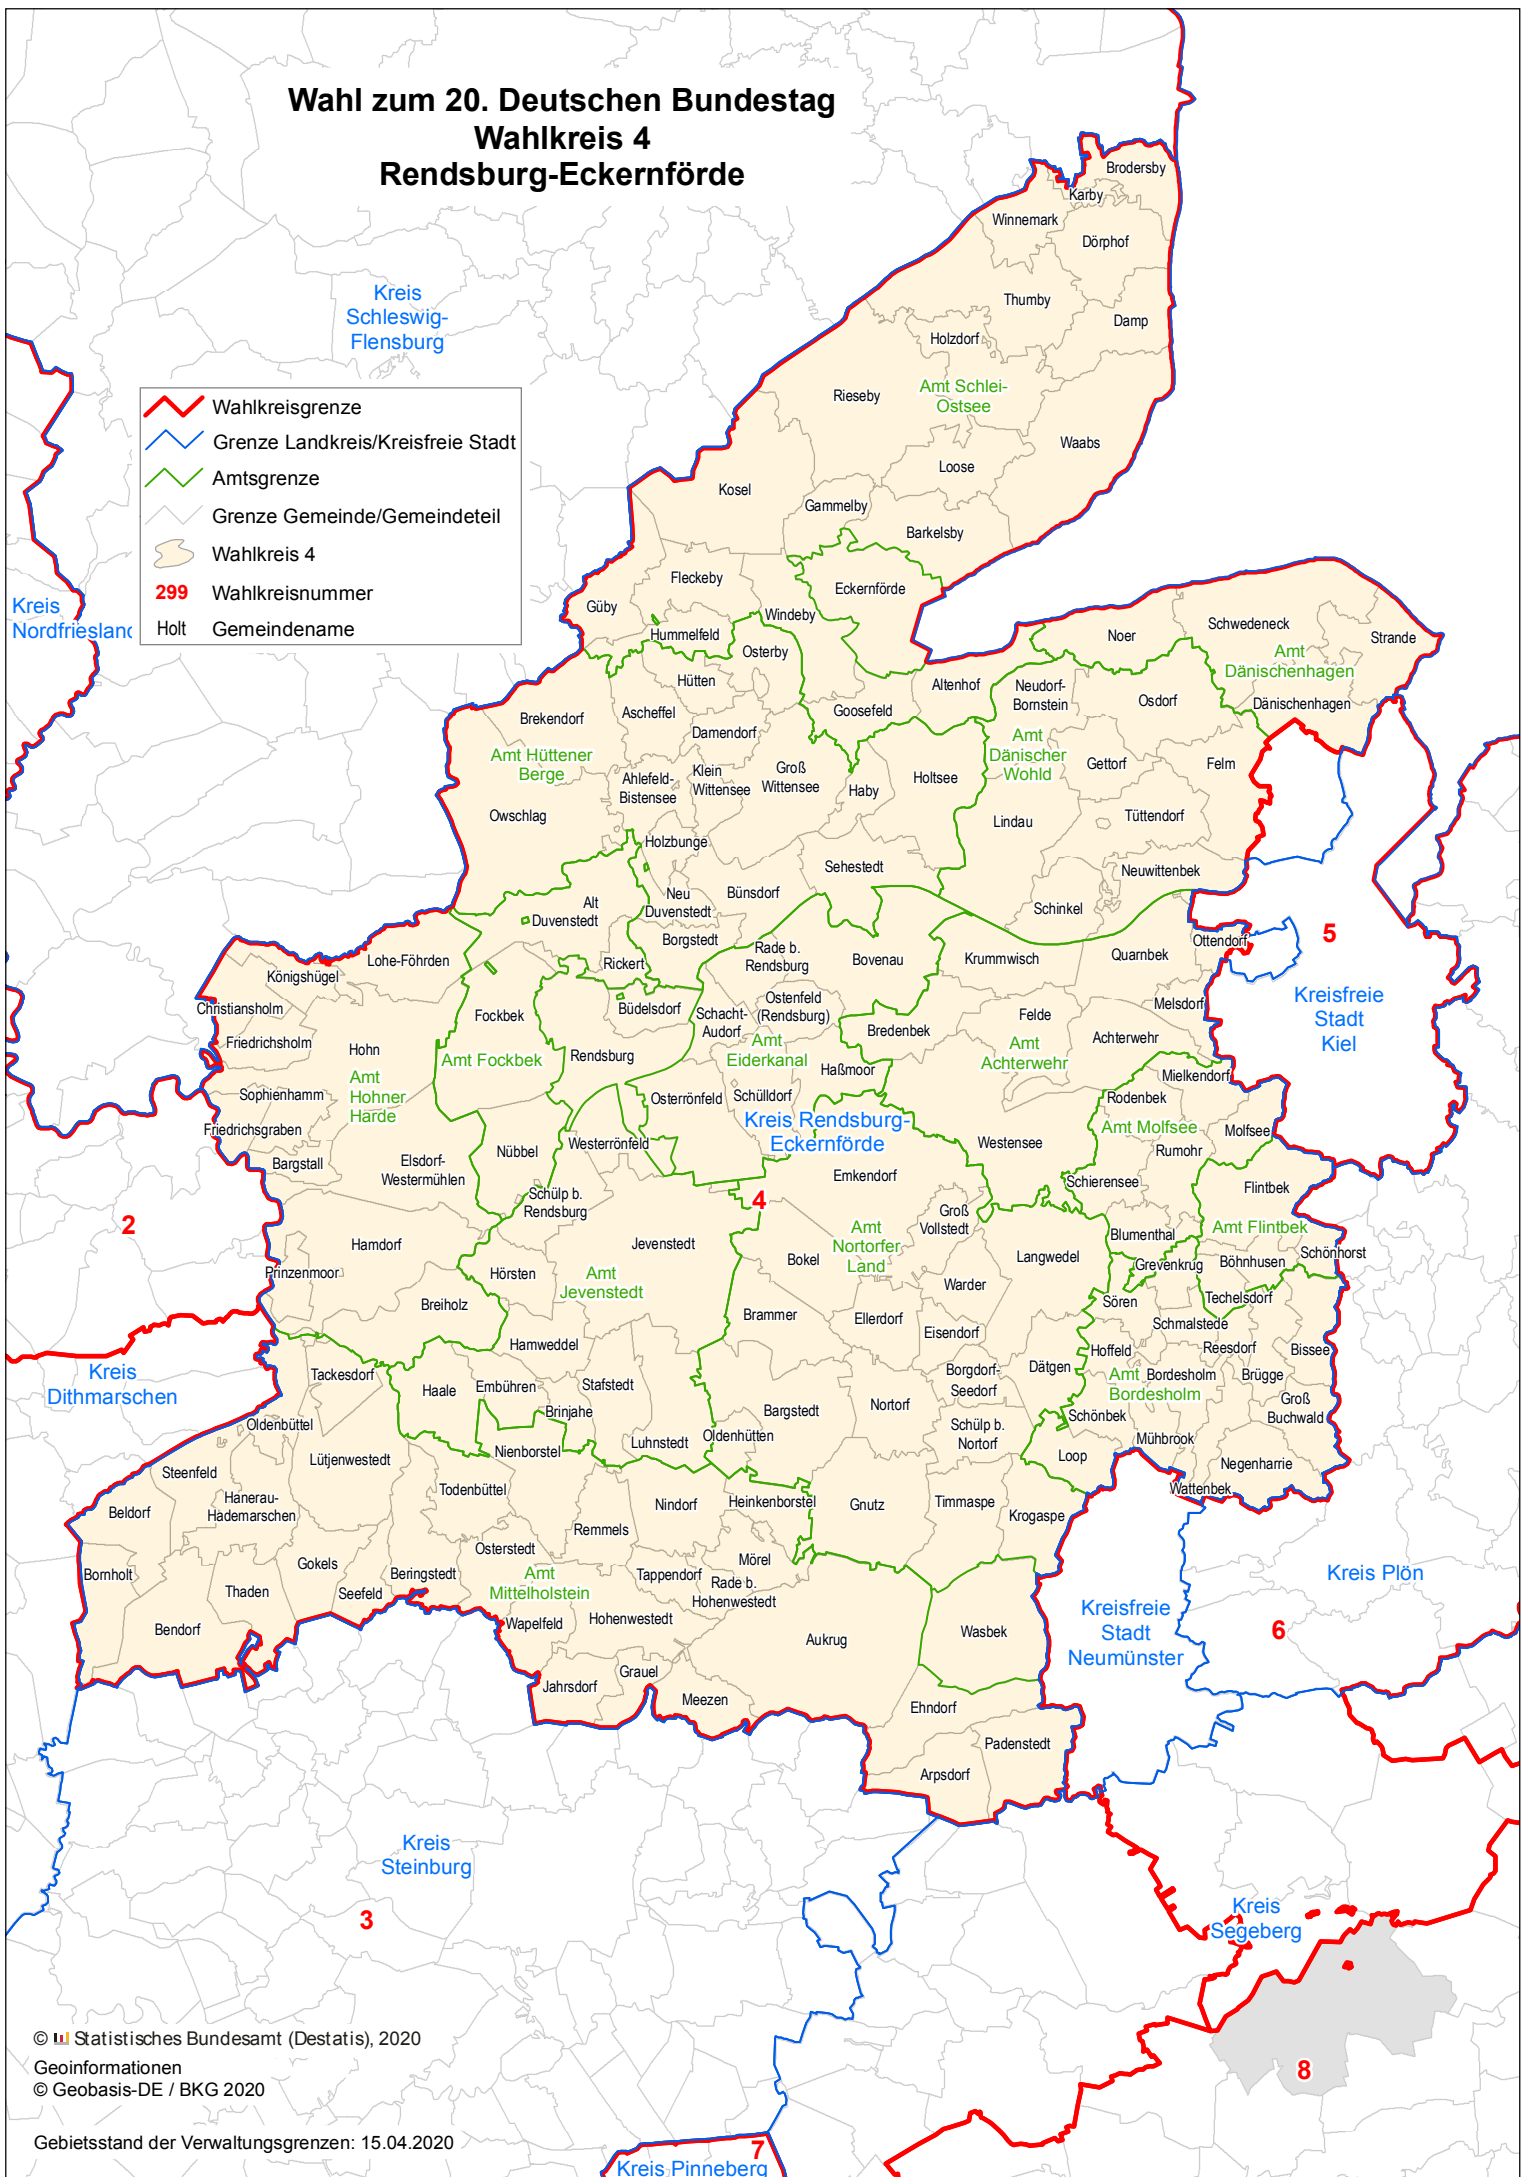 Wahl zum 20. Deutschen Bundestag
Wahlkreis 4
Rendsburg-Eckernförde
Brodersby
Karby
Winnemark
Dörphof
Kreis
Schleswig-
Flensburg
Thumby
Damp
Holzdorf
Rieseby
Amt Schlei-
Ostsee
Wahlkreisgrenze
Grenze Landkreis/Kreisfreie Stadt
Amtsgrenze
Grenze Gemeinde/Gemeindeteil
Wahlkreis 4
299 Wahlkreisnummer
Holt Gemeindename
Waabs
Loose
Kosel
Gammelby
Barkelsby
Kreis
Nordfriesland
Fleckeby
Eckernförde
Güby
Windeby
Hummelfeld
Osterby
Noer
Schwedeneck
Strande
Amt
Dänischenhagen
Dänischenhagen
Hütten
Altenhof
Neudorf-
Bornstein
Osdorf
Brekendorf
Ascheffel
Goosefeld
Damendorf
Amt Hüttener
Berge
Amt
Dänischer
Wohld
Gettorf
Felm
Ahlefeld-
Bistensee
Klein
Wittensee
Groß
Wittensee
Haby
Holtsee
Owschlag
Lindau
Tüttendorf
Holzbunge
Sehestedt
Neuwittenbek
Alt
Duvenstedt
Neu
Duvenstedt
Bünsdorf
Schinkel
Borgstedt
Rade b.
Rendsburg
Bovenau
Krummwisch
Quarnbek
Ottendorf
5
Lohe-Föhrden
Königshügel
Rickert
Christiansholm
Fockbek
Büdelsdorf
Schacht-
Audorf
Ostenfeld
(Rendsburg)
Melsdorf
Kreisfreie
Stadt
Kiel
Felde
Bredenbek
Achterwehr
Friedrichsholm
Hohn
Amt Fockbek
Rendsburg
Amt
Eiderkanal
Haßmoor
Amt
Achterwehr
Mielkendorf
Amt
Hohner
Harde
Sophienhamm
Osterrönfeld
Schülldorf
Rodenbek
Friedrichsgraben
Kreis Rendsburg-
Eckernförde
Amt Molfsee
Molfsee
Westerrönfeld
Westensee
Rumohr
Nübbel
Bargstall
Elsdorf-
Westermühlen
Emkendorf
Schierensee
Flintbek
Schülp b.
Rendsburg
4
2
Groß
Vollstedt
Amt
Nortorfer
Land
Blumenthal
Amt Flintbek
Hamdorf
Jevenstedt
Bokel
Langwedel
Schönhorst
Böhnhusen
Grevenkrug
Prinzenmoor
Hörsten
Amt
Jevenstedt
Warder
Breiholz
Brammer
Ellerdorf
Sören
Techelsdorf
Schmalstede
Eisendorf
Hamweddel
Hoffeld
Reesdorf
Bissee
Kreis
Dithmarschen
Tackesdorf
Haale
Embühren
Stafstedt
Borgdorf-
Seedorf
Dätgen
Amt
Bordesholm
Bordesholm
Brügge
Brinjahe
Bargstedt
Nortorf
Groß
Buchwald
Schönbek
Oldenbüttel
Nienborstel
Luhnstedt
Oldenhütten
Schülp b.
Nortorf
Mühbrook
Loop
Negenharrie
Lütjenwestedt
Steenfeld
Wattenbek
Todenbüttel
Hanerau-
Hademarschen
Beldorf
Nindorf
Heinkenborstel
Gnutz
Timmaspe
Krogaspe
Remmels
Osterstedt
Mörel
Gokels
Beringstedt
Bornholt
Thaden
Seefeld
Amt
Mittelholstein
Tappendorf
Rade b.
Hohenwestedt
Kreis Plön
Kreisfreie
Stadt
Neumünster
6
Bendorf
Wapelfeld
Hohenwestedt
Aukrug
Wasbek
Jahrsdorf
Grauel
Meezen
Ehndorf
Padenstedt
Arpsdorf
Kreis
Steinburg
3
Kreis
Segeberg
8
© Statistisches Bundesamt (Destatis), 2020
Geoinformationen
© Geobasis-DE / BKG 2020
Gebietsstand der Verwaltungsgrenzen: 15.04.2020
7
Kreis Pinneberg